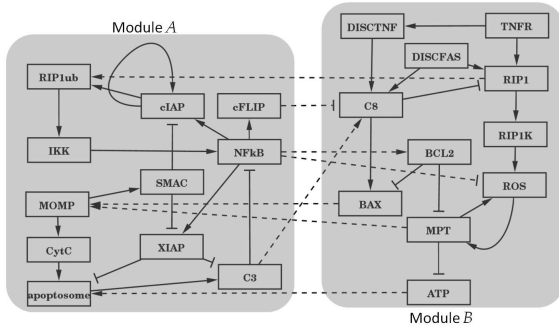 Module A
RIP1ub
cIAP
cFLIP
IKK
NFkB
SMAC
MOMP
XIAP
CytC
C3
apoptosome
DISCTNF
TNFR
DISCFAS
C8
RIP1
RIP1K
BCL2
ROS
BAX
MPT
ATP
Module B